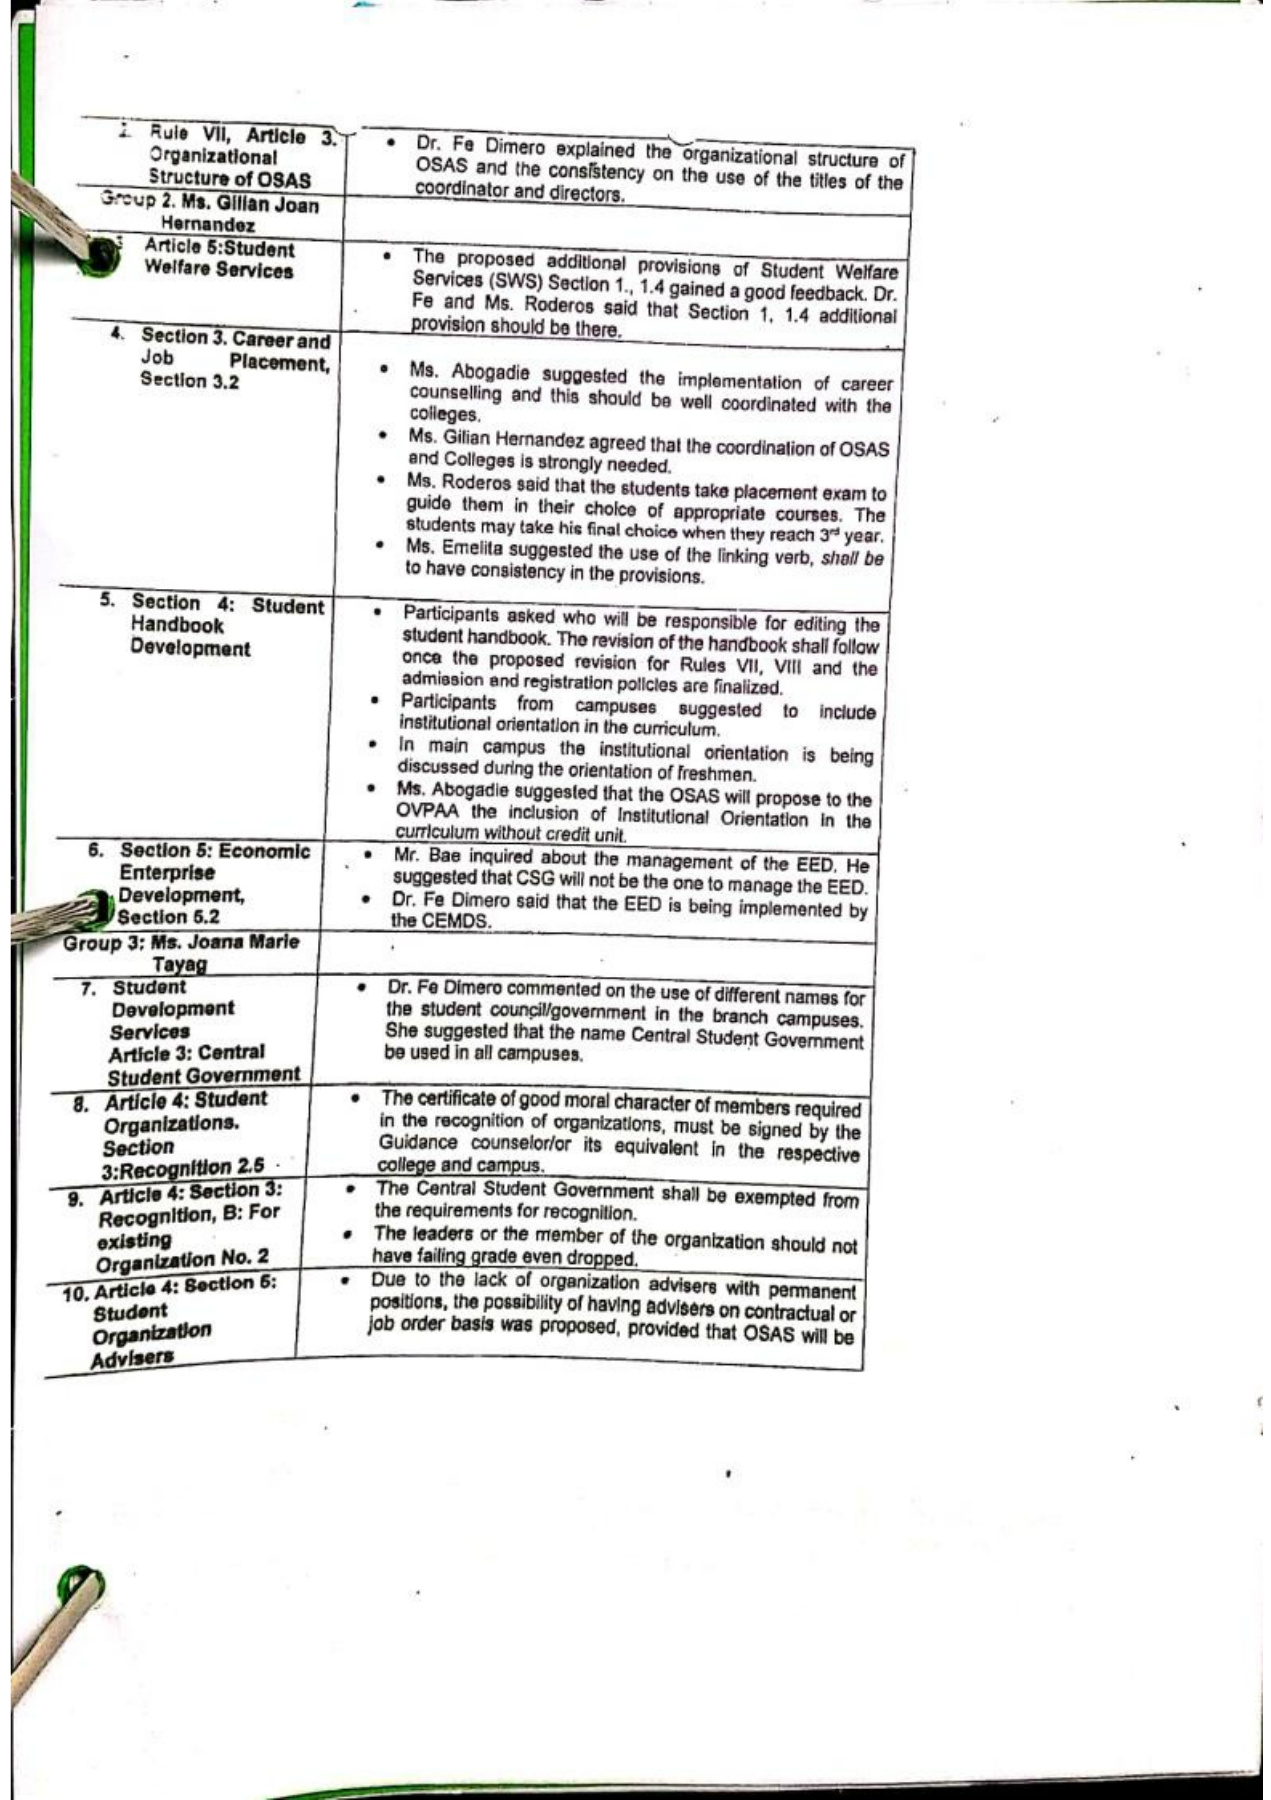 Rule VII, Article 3.
Organizational
Structure of OSAS
• Dr. Fe Dimero explained the organizational structure of
OSAS and the consistency on the use of the titles of the
coordinator and directors.
Group 2. Ms. Gilian Joan
Hernandez
Article 5:Student
Welfare Services
• The proposed additional provisions of Student Welfare
Services (SWS) Section 1., 1.4 gained a good feedback. Dr.
Fe and Ms. Roderos said that Section 1, 1.4 additional
provision should be there.
4. Section 3. Career and
Job Placement,
Section 3.2
• Ms. Abogadie suggested the implementation of career
counselling and this should be well coordinated with the
colleges.
• Ms. Gilian Hernandez agreed that the coordination of OSAS
and Colleges is strongly needed.
• Ms. Roderos said that the students take placement exam to
guide them in their choice of appropriate courses. The
students may take his final choice when they reach 3rd year.
• Ms. Emelita suggested the use of the linking verb, shall be
to have consistency in the provisions.
5. Section 4: Student
Handbook
Development
• Participants asked who will be responsible for editing the
student handbook. The revision of the handbook shall follow
once the proposed revision for Rules VII, VIII and the
admission and registration policies are finalized.
• Participants from campuses suggested to include
institutional orientation in the curriculum.
• In main campus the institutional orientation is being
discussed during the orientation of freshmen.
• Ms. Abogadie suggested that the OSAS will propose to the
OVPAA the inclusion of Institutional Orientation in the
curriculum without credit unit.
6. Section 5: Economic
Enterprise
Development,
Section 5.2
• Mr. Bae inquired about the management of the EED. He
suggested that CSG will not be the one to manage the EED.
• Dr. Fe Dimero said that the EED is being implemented by
the CEMDS.
Group 3: Ms. Joana Marie
Tayag
7. Student
Development
Services
Article 3: Central
Student Government
• Dr. Fe Dimero commented on the use of different names for
the student council/government in the branch campuses.
She suggested that the name Central Student Government
be used in all campuses.
8. Article 4: Student
Organizations.
Section
3:Recognition 2.5
• The certificate of good moral character of members required
in the recognition of organizations, must be signed by the
Guidance counselor/or its equivalent in the respective
college and campus.
9. Article 4: Section 3:
Recognition, B: For
existing
Organization No. 2
• The Central Student Government shall be exempted from
the requirements for recognition.
• The leaders or the member of the organization should not
have failing grade even dropped.
10. Article 4: Section 6:
Student
Organization
Advisers
• Due to the lack of organization advisers with permanent
positions, the possibility of having advisers on contractual or
job order basis was proposed, provided that OSAS will be